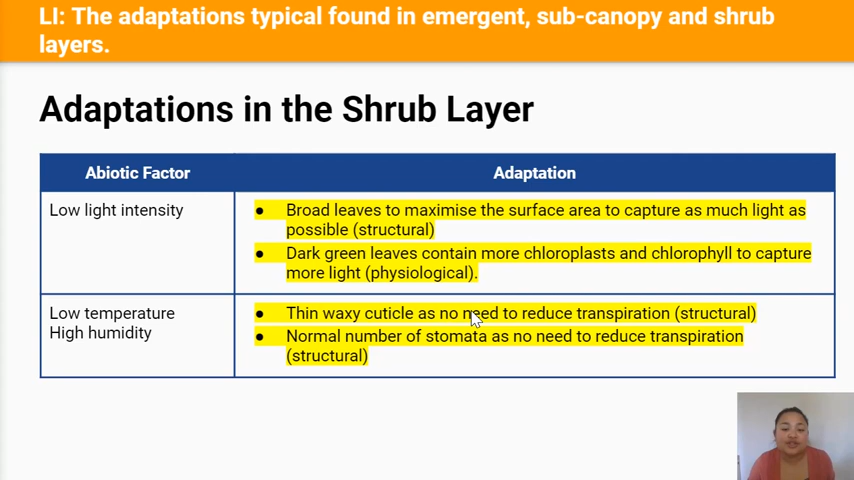 LI: The adaptations typical found in emergent, sub-canopy and shrub
layers.
Adaptations in the Shrub Layer
Abiotic Factor
Adaptation
Low light intensity
● Broad leaves to maximise the surface area to capture as much light as
possible (structural)
● Dark green leaves contain more chloroplasts and chlorophyll to capture
more light (physiological).
Low temperature
High humidity
● Thin waxy cuticle as no need to reduce transpiration (structural)
● Normal number of stomata as no need to reduce transpiration
(structural)